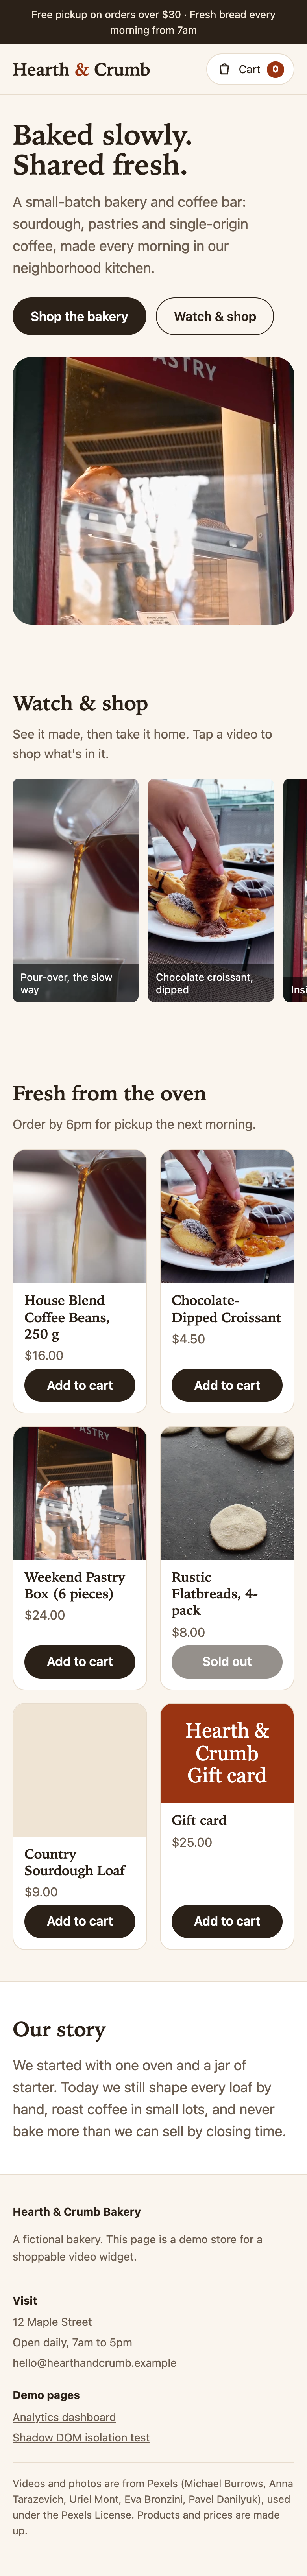 Free pickup on orders over $30 · Fresh bread every
morning from 7am
Hearth & Crumb
Cart 0
Baked slowly.
Shared fresh.
A small-batch bakery and coffee bar:
sourdough, pastries and single-origin
coffee, made every morning in our
neighborhood kitchen.
Shop the bakery
Watch & shop
ASTRY
Watch & shop
See it made, then take it home. Tap a video to
shop what's in it.
Pour-over, the slow
way
Chocolate croissant,
dipped
Insi
Fresh from the oven
Order by 6pm for pickup the next morning.
House Blend
Coffee Beans,
250 g
$16.00
Add to cart
Chocolate-
Dipped Croissant
$4.50
Add to cart
ASTRY
Weekend Pastry
Box (6 pieces)
$24.00
Add to cart
Rustic
Flatbreads, 4-
pack
$8.00
Sold out
Country
Sourdough Loaf
$9.00
Add to cart
Hearth &
Crumb
Gift card
Gift card
$25.00
Add to cart
Our story
We started with one oven and a jar of
starter. Today we still shape every loaf by
hand, roast coffee in small lots, and never
bake more than we can sell by closing time.
Hearth & Crumb Bakery
A fictional bakery. This page is a demo store for a
shoppable video widget.
Visit
12 Maple Street
Open daily, 7am to 5pm
hello@hearthandcrumb.example
Demo pages
Analytics dashboard
Shadow DOM isolation test
Videos and photos are from Pexels (Michael Burrows, Anna
Tarazevich, Uriel Mont, Eva Bronzini, Pavel Danilyuk), used
under the Pexels License. Products and prices are made
up.